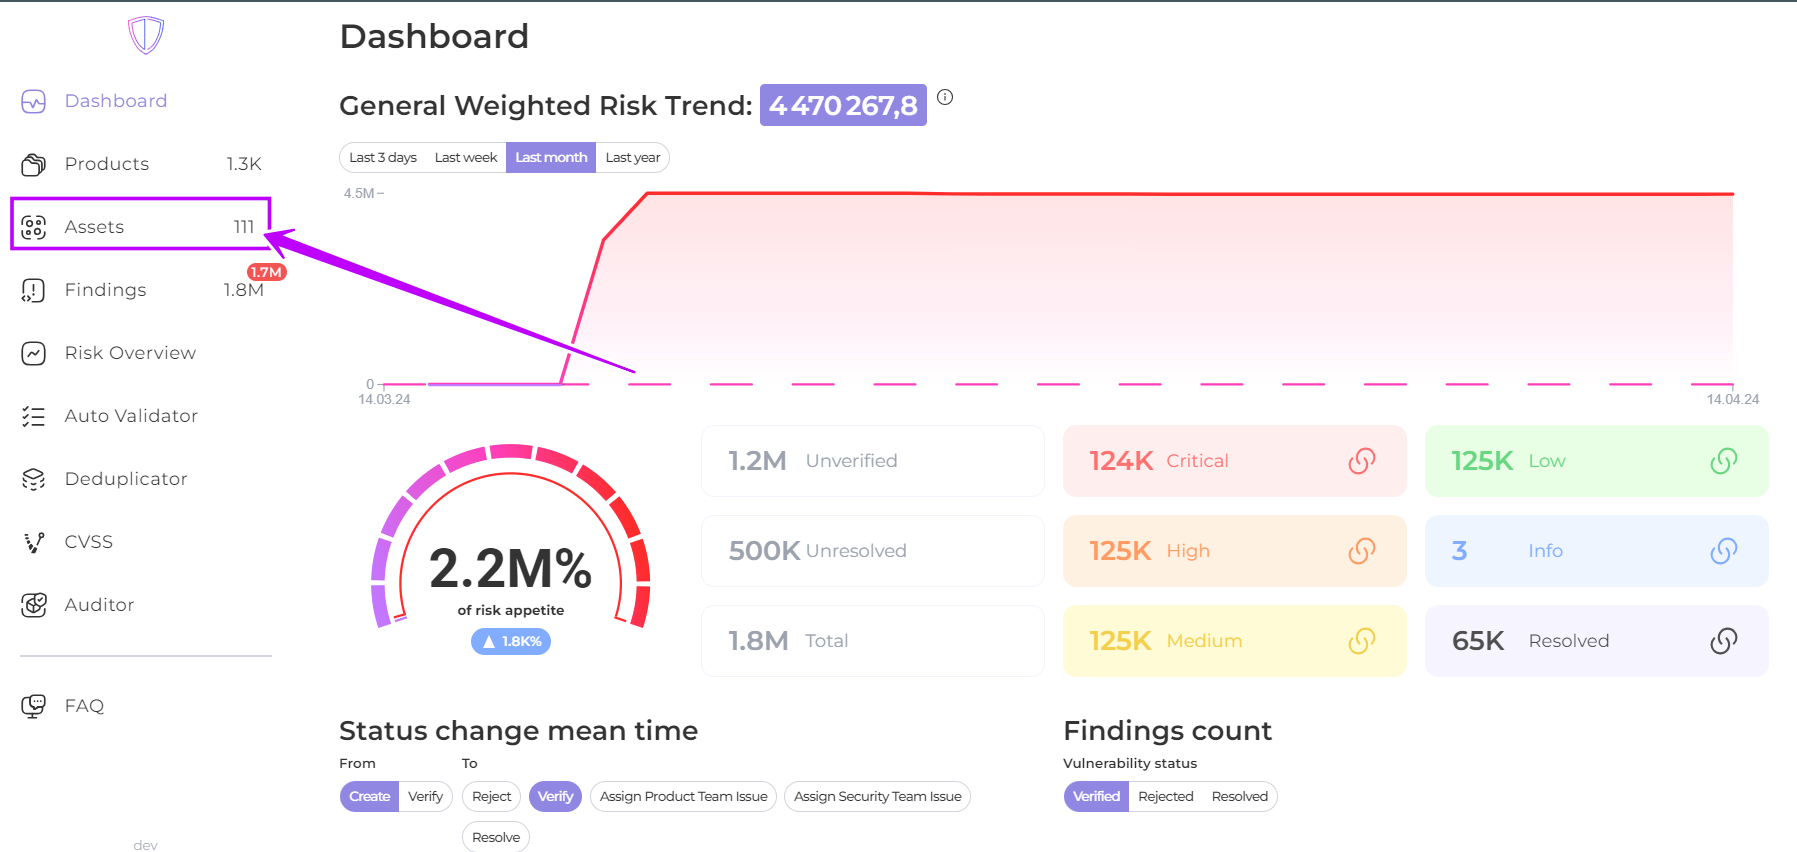 Dashboard
Dashboard
General Weighted Risk Trend: 4 470 267,8
Last 3 days Last week Last month Last year
Products 1.3K
4.5M
Assets 111
1.7M
Findings 1.8M
Risk Overview
0
14.03.24 14.04.24
Auto Validator
Deduplicator
CVSS
Auditor
FAQ
dev
2.2M%
of risk appetite
1.8K%
1.2M Unverified
124K Critical
125K Low
500K Unresolved
125K High
3 Info
1.8M Total
125K Medium
65K Resolved
Status change mean time
From To
Create Verify Reject Verify Assign Product Team Issue Assign Security Team Issue
Resolve
Findings count
Vulnerability status
Verified Rejected Resolved